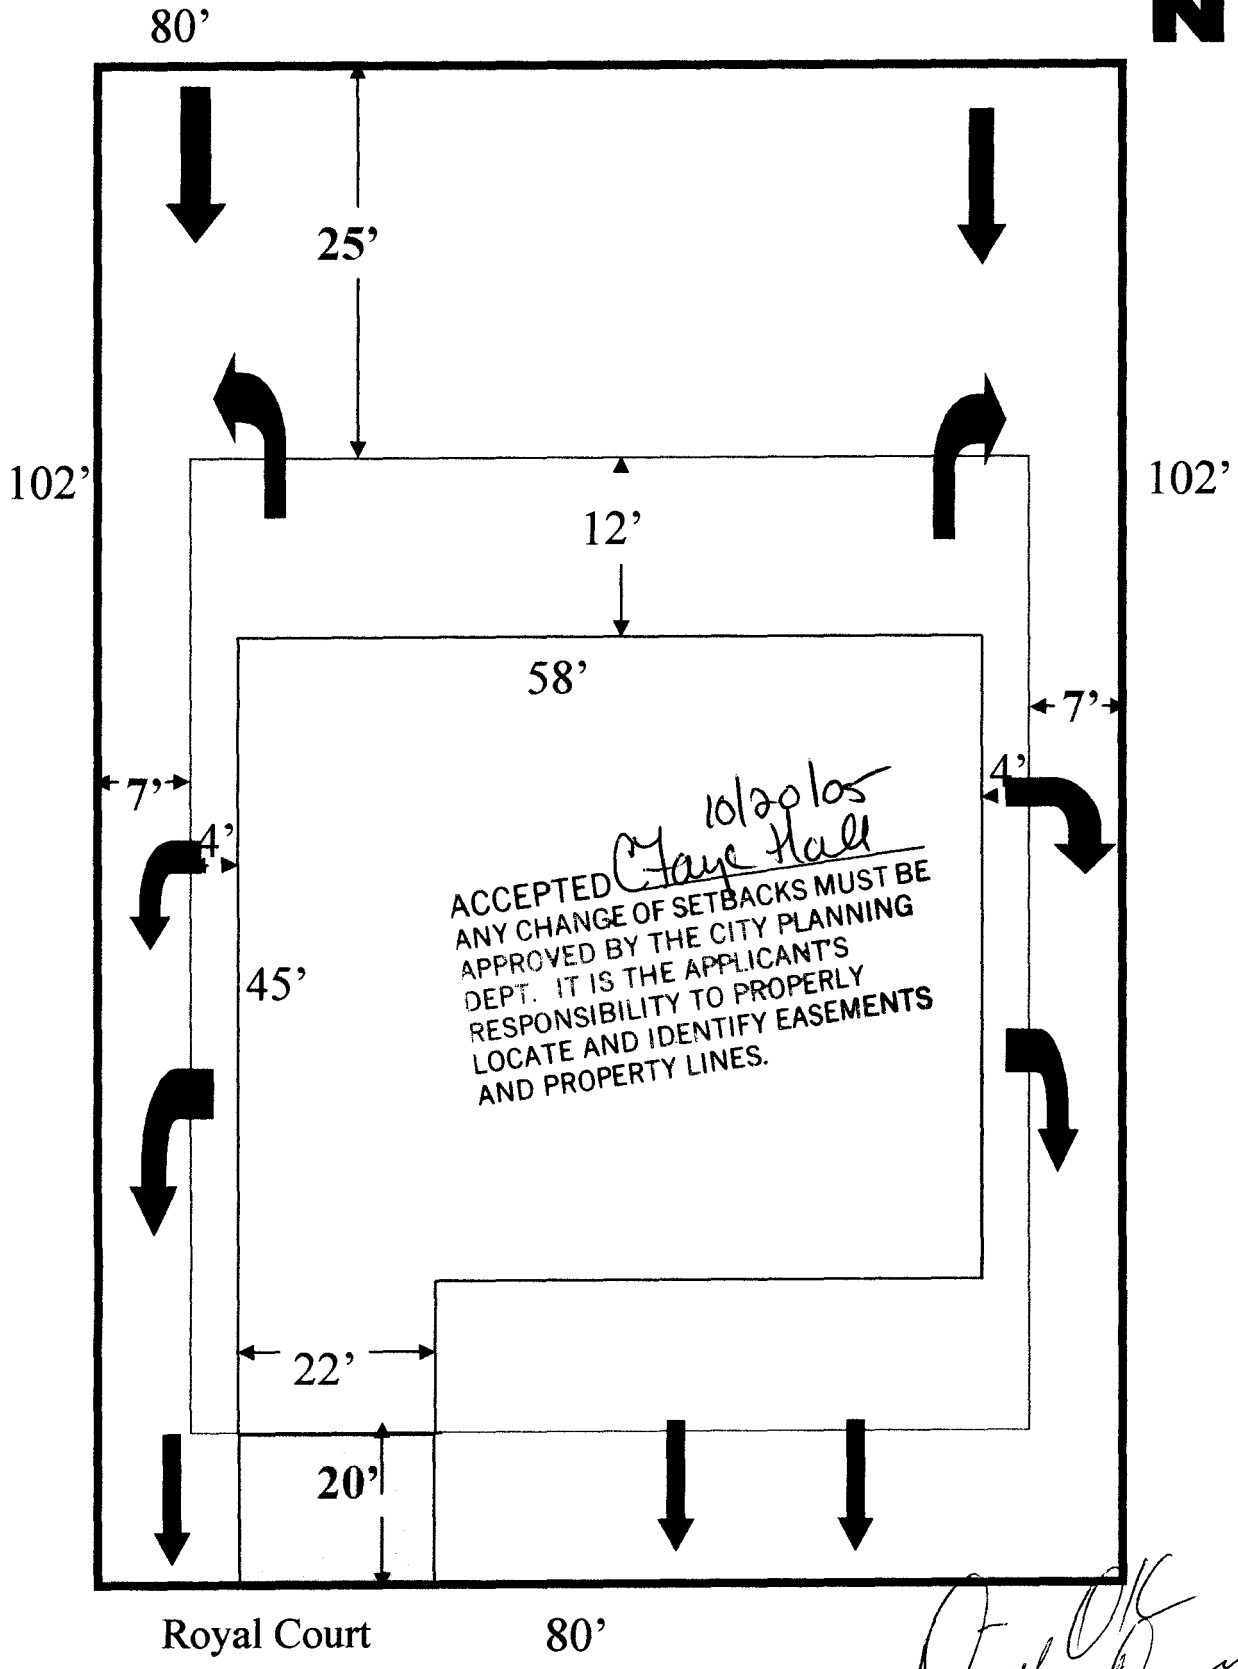 80’
N
25’
102’
102’
12’
58’
7’
7’
4’
4’
10/20/05
ACCEPTED C Faye Hall
ANY CHANGE OF SETBACKS MUST BE
APPROVED BY THE CITY PLANNING
DEPT. IT IS THE APPLICANT'S
RESPONSIBILITY TO PROPERLY
LOCATE AND IDENTIFY EASEMENTS
AND PROPERTY LINES.
45’
22’
20’
OK
Royal Court
80’